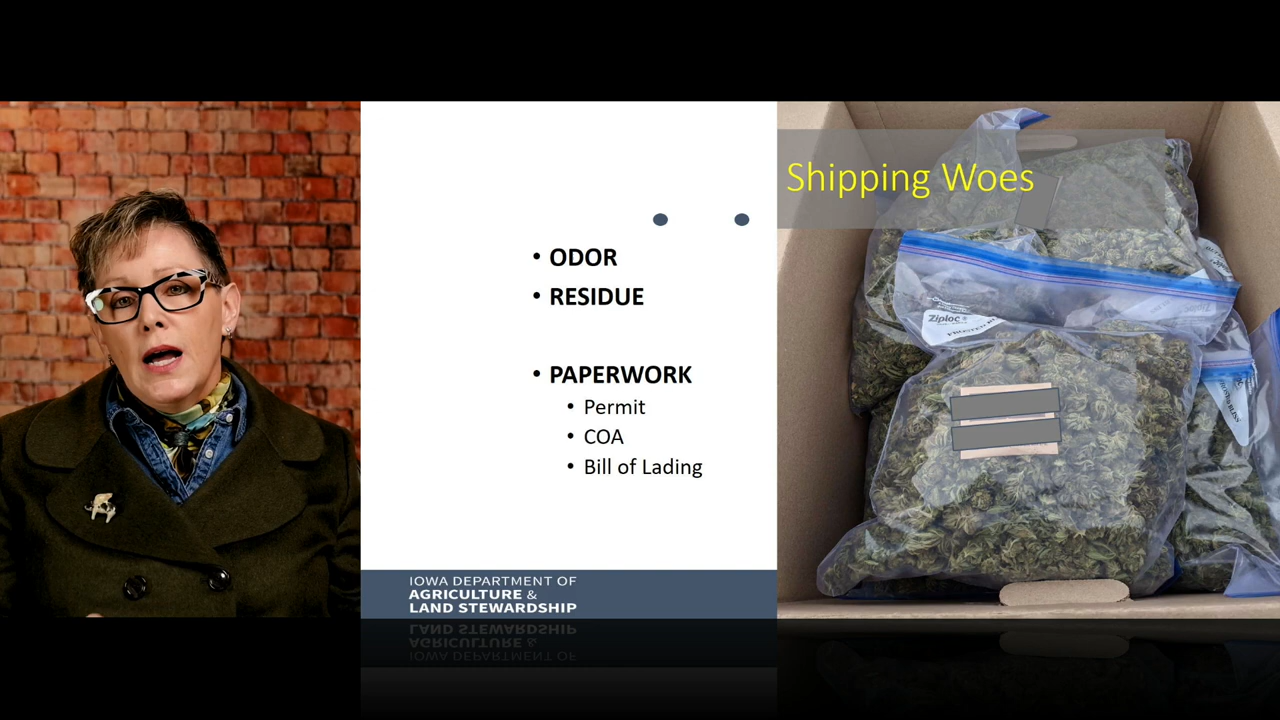 Shipping Woes
• ODOR
• RESIDUE
• PAPERWORK
• Permit
• COA
• Bill of Lading
IOWA DEPARTMENT OF
AGRICULTURE &
LAND STEWARDSHIP
Ziploc